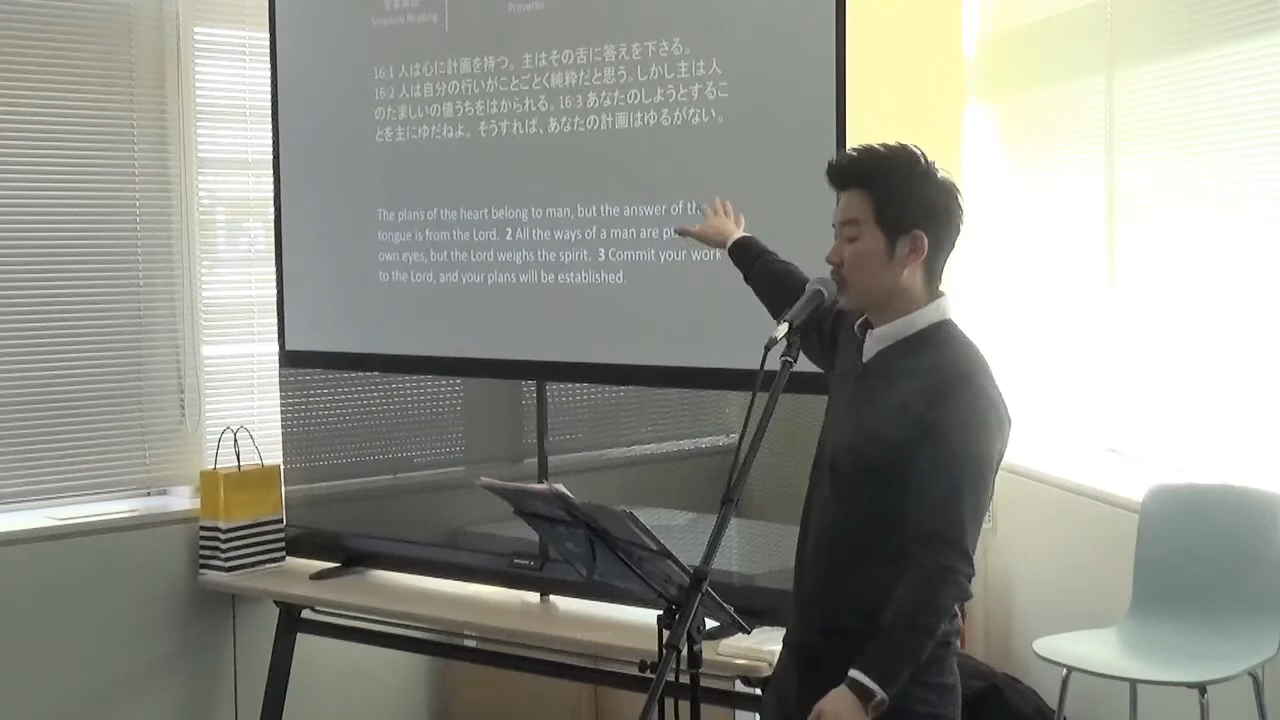 聖書朗読
Scripture Reading
Proverbs
16:1 人は心に計画を持つ。主はその舌に答えを下さる。
16:2 人は自分の行いがことごとく純粋だと思う。しかし主は人
のたましいの値うちをはかられる。16:3 あなたのしようとするこ
とを主にゆだねよ。そうすれば、あなたの計画はゆるがない。
The plans of the heart belong to man, but the answer of the
tongue is from the Lord. 2 All the ways of a man are
own eyes, but the Lord weighs the spirit. 3 Commit your work
to the Lord, and your plans will be established.